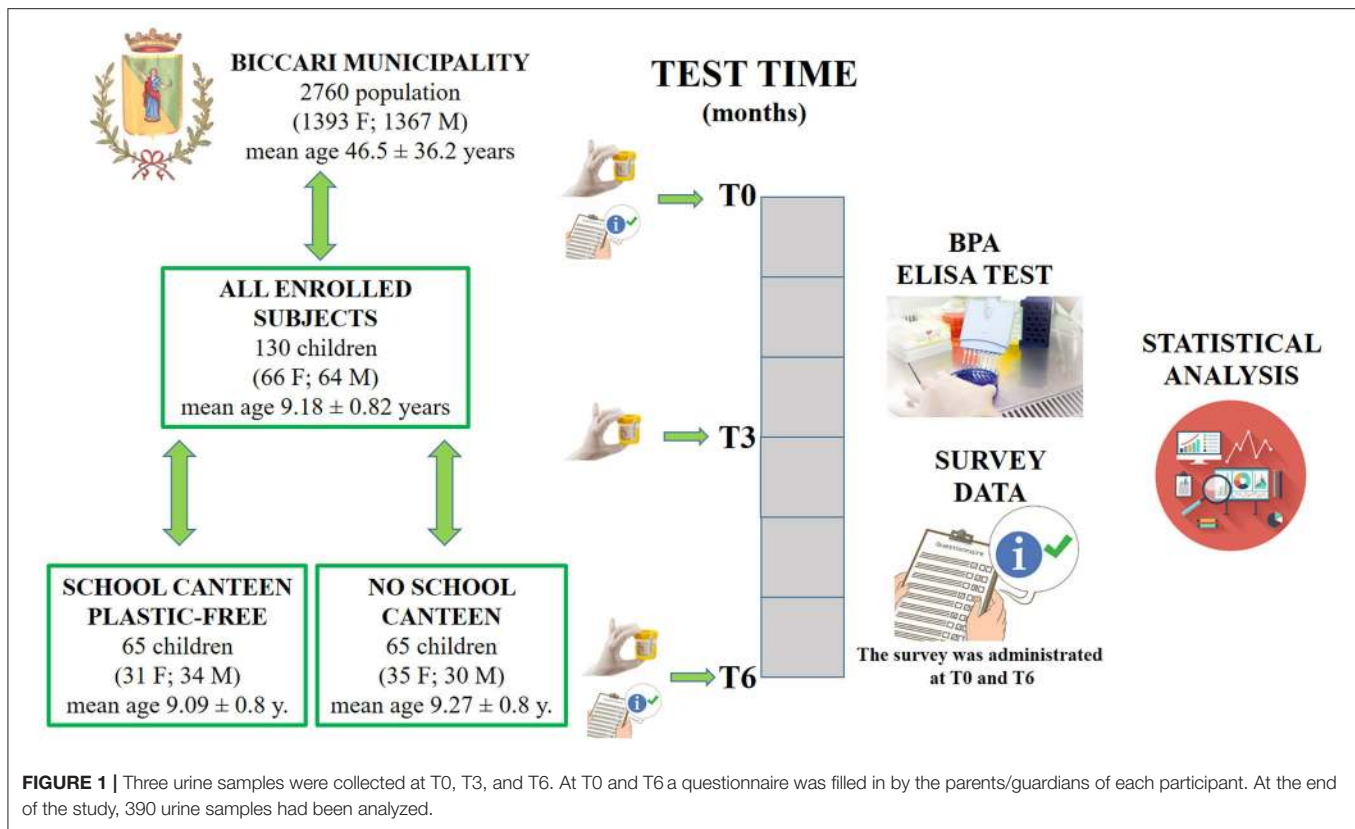 BICCARI MUNICIPALITY
2760 population
(1393 F; 1367 M)
mean age 46.5 ± 36.2 years
ALL ENROLLED
SUBJECTS
130 children
(66 F; 64 M)
mean age 9.18 ± 0.82 years
SCHOOL CANTEEN
PLASTIC-FREE
65 children
(31 F; 34 M)
mean age 9.09 ± 0.8 y.
NO SCHOOL
CANTEEN
65 children
(35 F; 30 M)
mean age 9.27 ± 0.8 y.
TEST TIME
(months)
T0
T3
T6
BPA
ELISA TEST
SURVEY
DATA
Questionnaire
i
The survey was administrated
at T0 and T6
STATISTICAL
ANALYSIS
FIGURE 1 | Three urine samples were collected at T0, T3, and T6. At T0 and T6 a questionnaire was filled in by the parents/guardians of each participant. At the end
of the study, 390 urine samples had been analyzed.